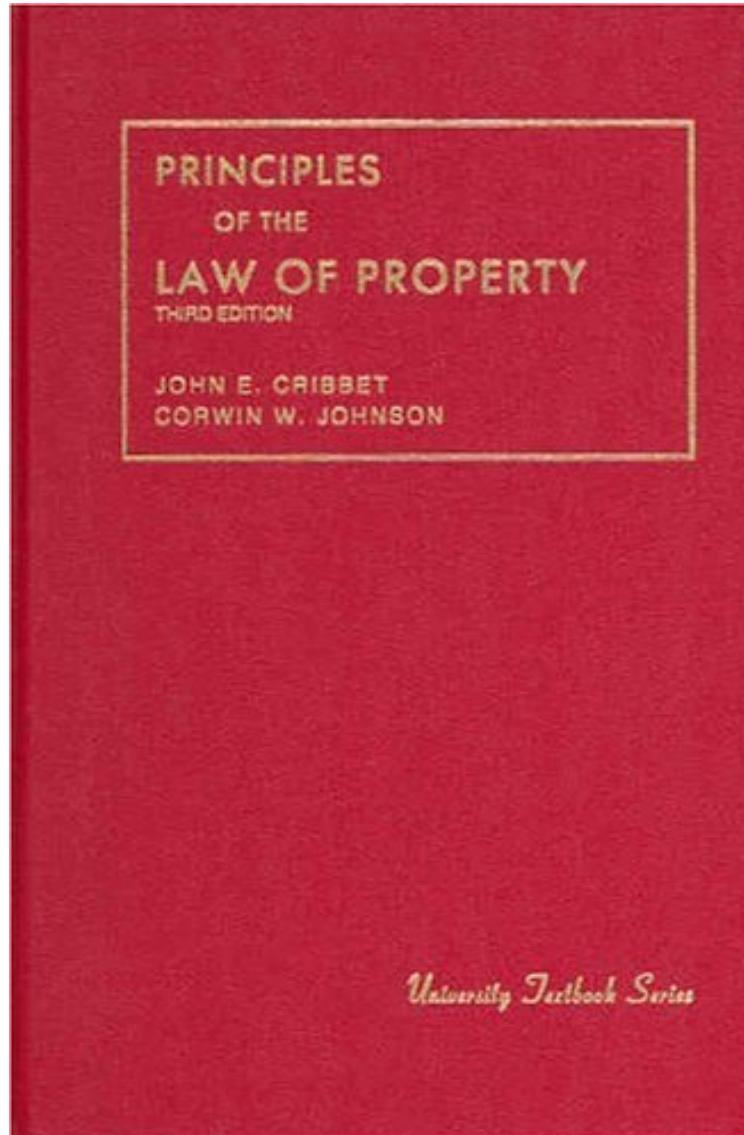 PRINCIPLES
OF THE
LAW OF PROPERTY
THIRD EDITION
JOHN E. CRIBBET
CORWIN W. JOHNSON
University Textbook Series